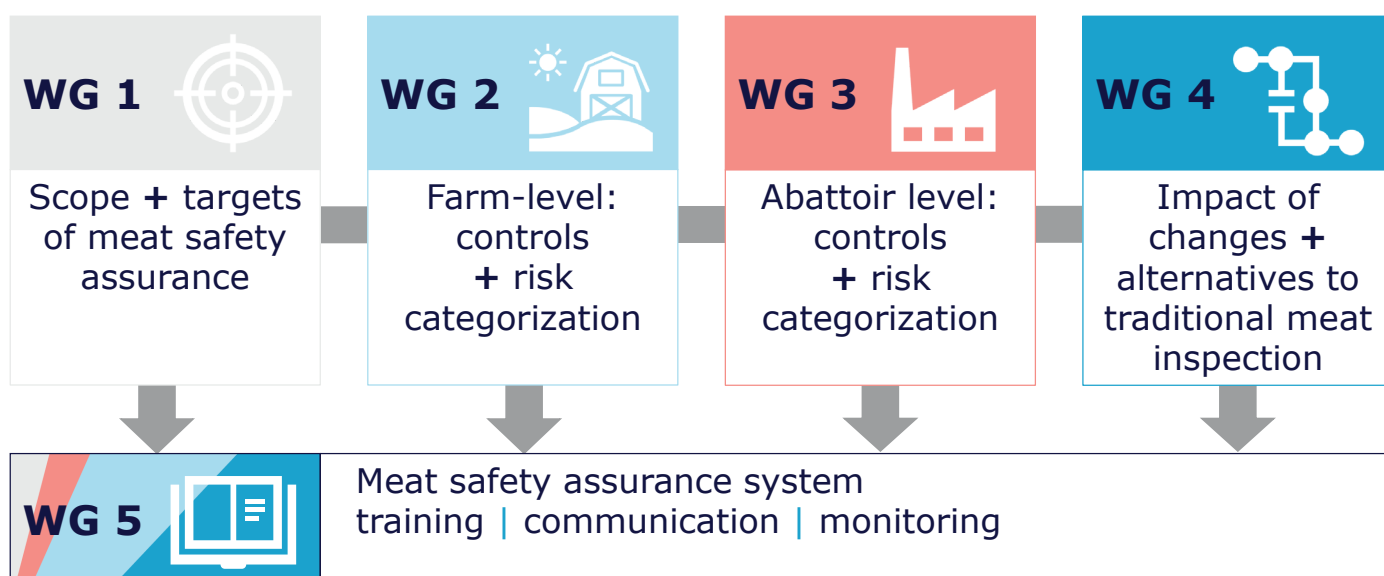 WG 1
Scope + targets
of meat safety
assurance
WG 2
Farm-level:
controls
+ risk
categorization
WG 3
Abattoir level:
controls
+ risk
categorization
WG 4
Impact of
changes +
alternatives to
traditional meat
inspection
WG 5
Meat safety assurance system
training | communication | monitoring